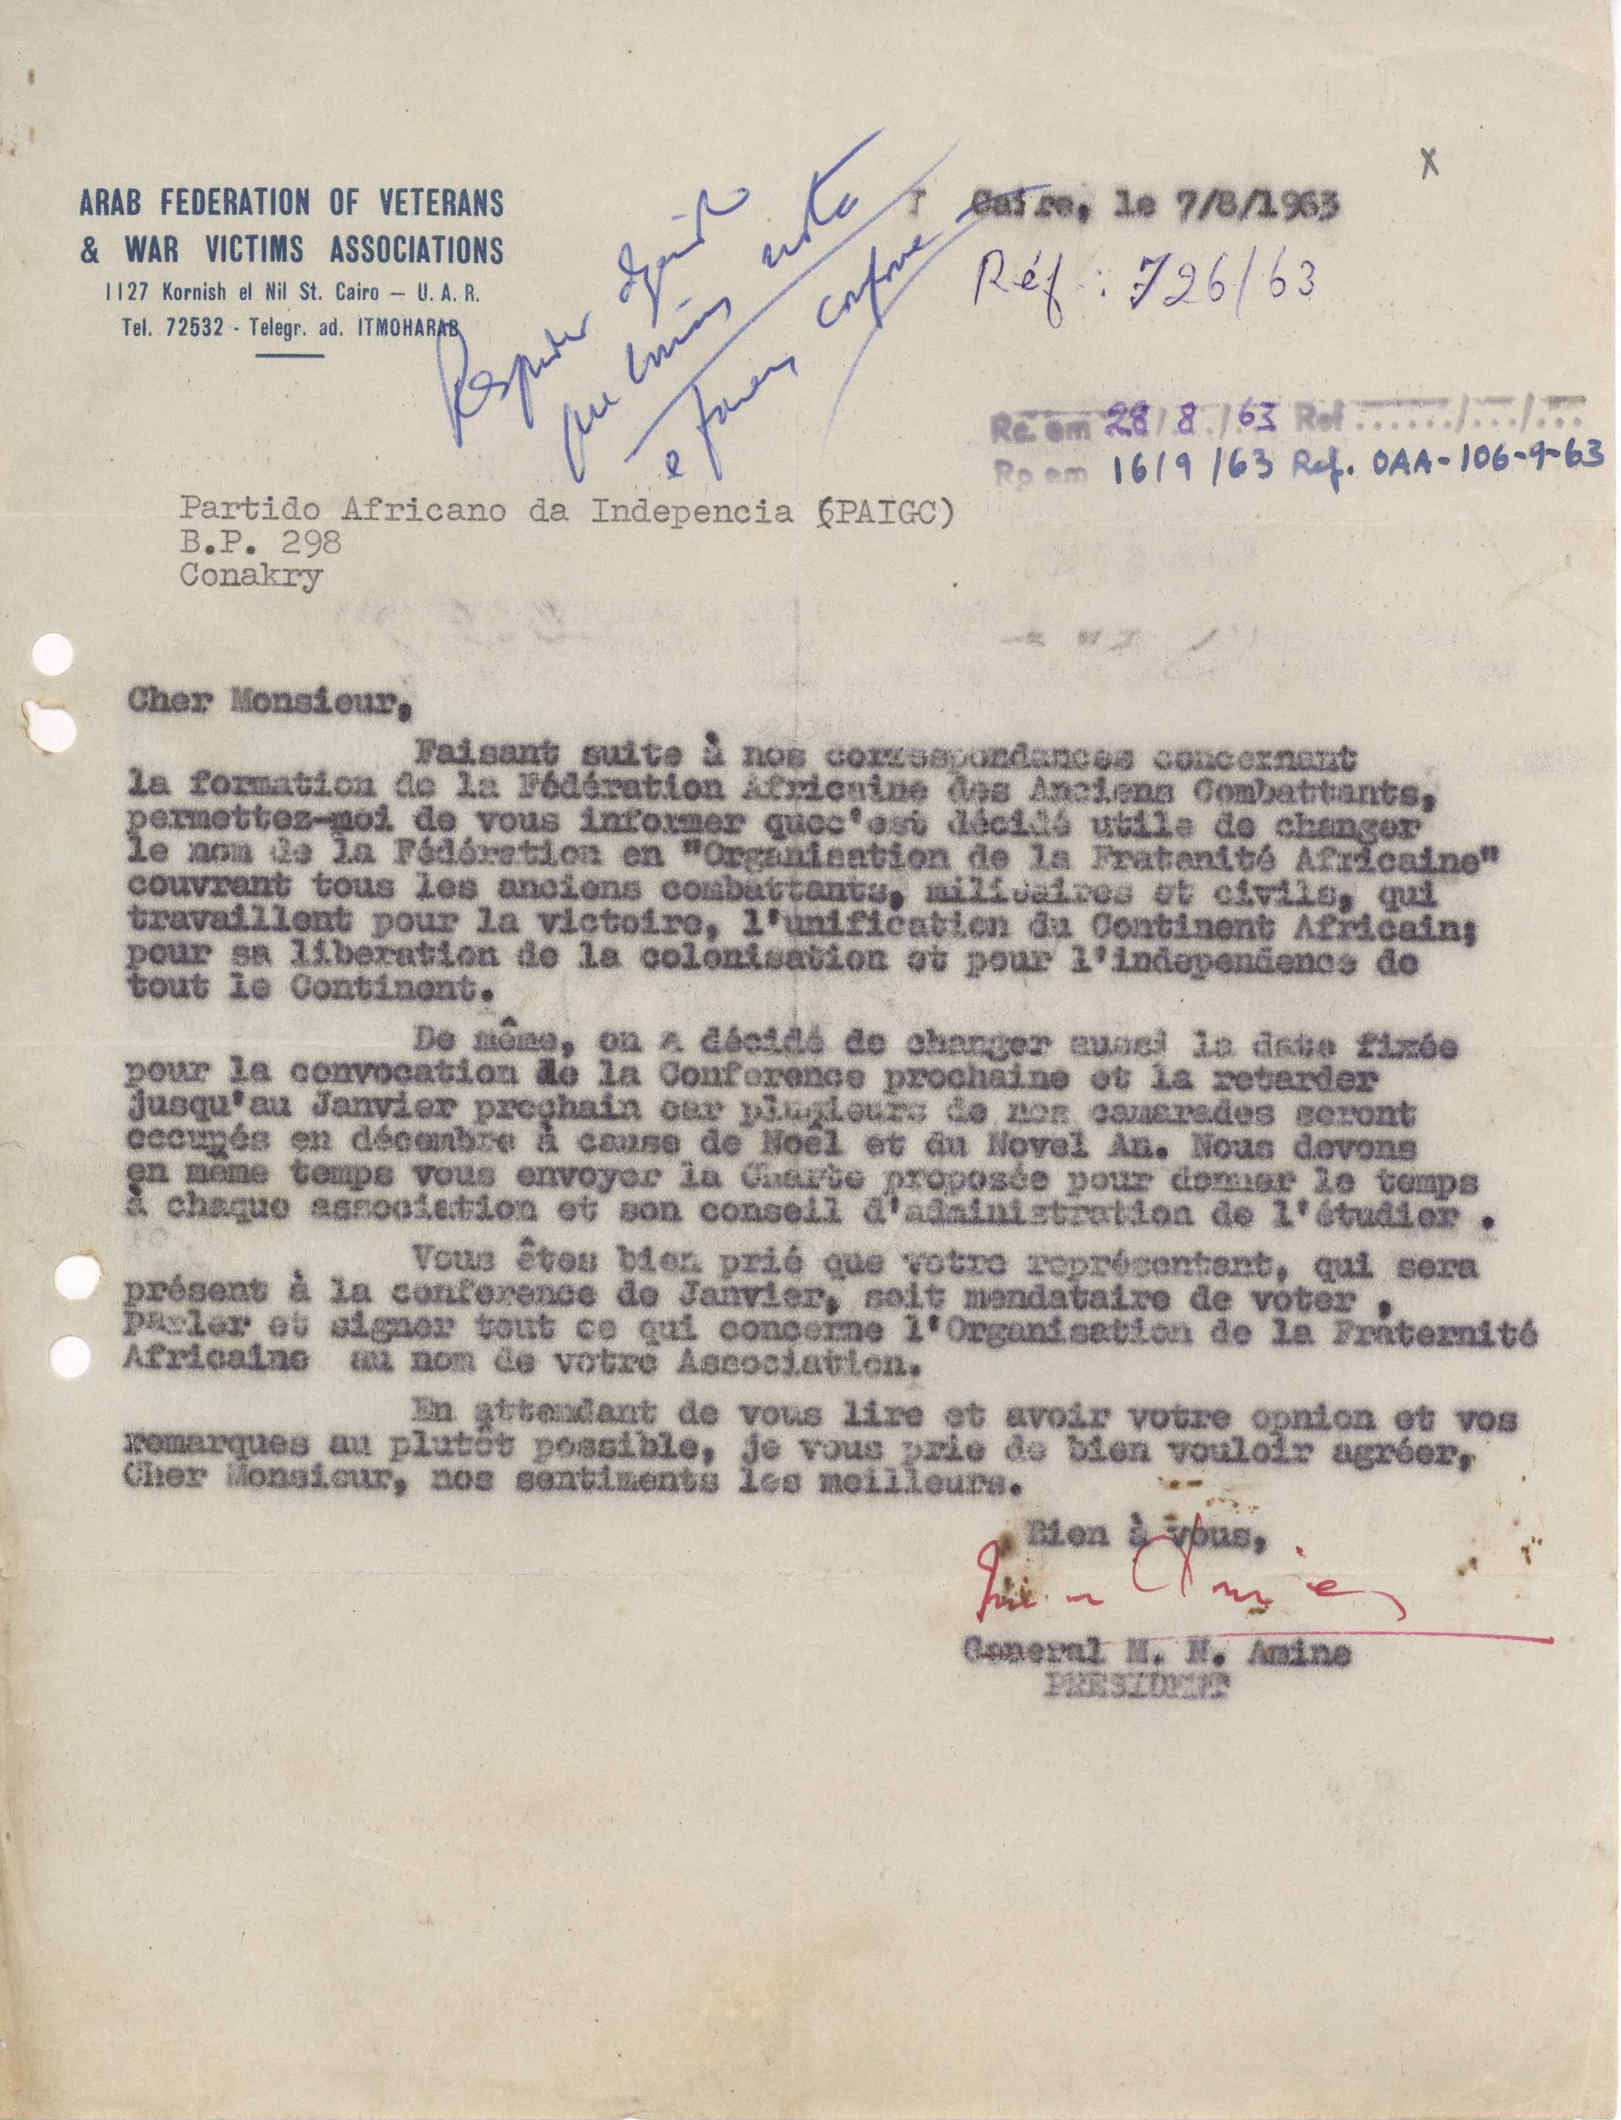 ARAB FEDERATION OF VETERANS
& WAR VICTIMS ASSOCIATIONS
1127 Kornish el Nil St. Cairo — U. A. R.
Tel. 72532 - Telegr. ad. ITMOHARAB
x
Caire, le 7/8/1963
Réf : 726/63
Responder
nota
e
conforme
Rc. em 28/8/63 Ref ....../.../...
Rp em 16/9/63 Ref. OAA-106-9-63
Partido Africano da Indepencia (PAIGC)
B.P. 298
Conakry
Cher Monsieur,
Faisant suite à nos correspondances concernant
la formation de la Fédération Africaine des Anciens Combattants,
permettez-moi de vous informer quec'est décidé utile de changer
le nom de la Fédération en "Organisation de la Fratenité Africaine"
couvrant tous les anciens combattants, militaires et civils, qui
travaillent pour la victoire, l'unification du Continent Africain;
pour sa liberation de la colonisation et pour l'independence de
tout le Continent.
De même, on a décidé de changer aussi la date fixée
pour la convocation de la Conference prochaine et la retarder
jusqu'au Janvier prochain car plusieurs de nos camarades seront
occupés en décembre à cause de Noël et du Novel An. Nous devons
en meme temps vous envoyer la Charte proposée pour donner le temps
à chaque association et son conseil d'administration de l'étudier .
Vous êtes bien prié que votre représentant, qui sera
présent à la conference de Janvier, soit mandataire de voter ,
parler et signer tout ce qui concerne l'Organisation de la Fraternité
Africaine au nom de votre Association.
En attendant de vous lire et avoir votre opnion et vos
remarques au plutôt possible, je vous prie de bien vouloir agréer,
Cher Monsieur, nos sentiments les meilleurs.
Bien à vous,
General M. N. Amine
PRESIDENT